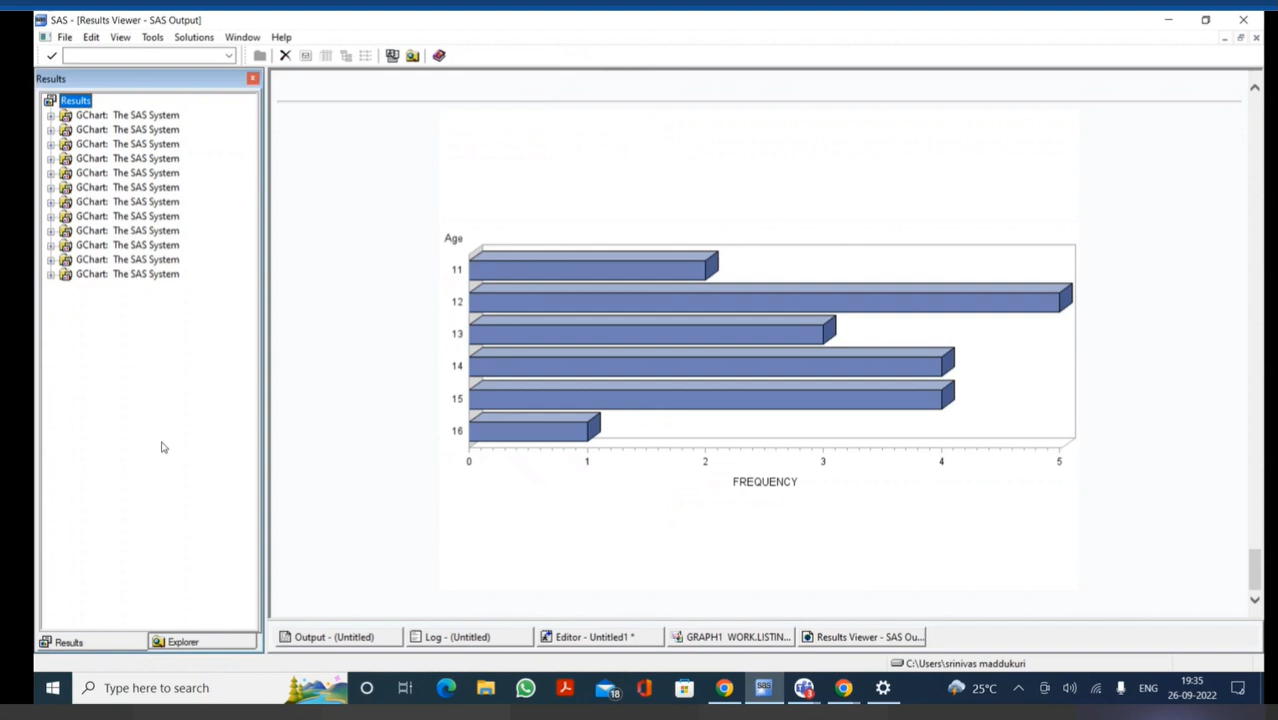 SAS - [Results Viewer - SAS Output]
File Edit View Tools Solutions Window Help
Results
Results
GChart: The SAS System
GChart: The SAS System
GChart: The SAS System
GChart: The SAS System
GChart: The SAS System
GChart: The SAS System
GChart: The SAS System
GChart: The SAS System
GChart: The SAS System
GChart: The SAS System
GChart: The SAS System
GChart: The SAS System
Age
11
12
13
14
15
16
0 1 2 3 4 5
FREQUENCY
Results Explorer
Output - (Untitled) Log - (Untitled) Editor - Untitled1 * GRAPH1 WORK.LISTIN... Results Viewer - SAS Ou...
C:\Users\srinivas maddukuri
Type here to search 18 sas 25°C ENG 19:35
26-09-2022